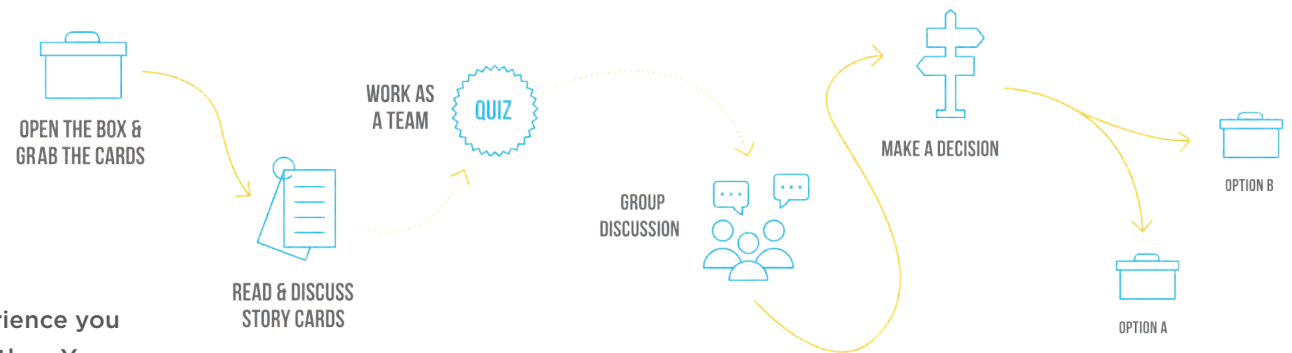 OPEN THE BOX &
GRAB THE CARDS
READ & DISCUSS
STORY CARDS
WORK AS
A TEAM
QUIZ
GROUP
DISCUSSION
MAKE A DECISION
OPTION B
OPTION A
rience you